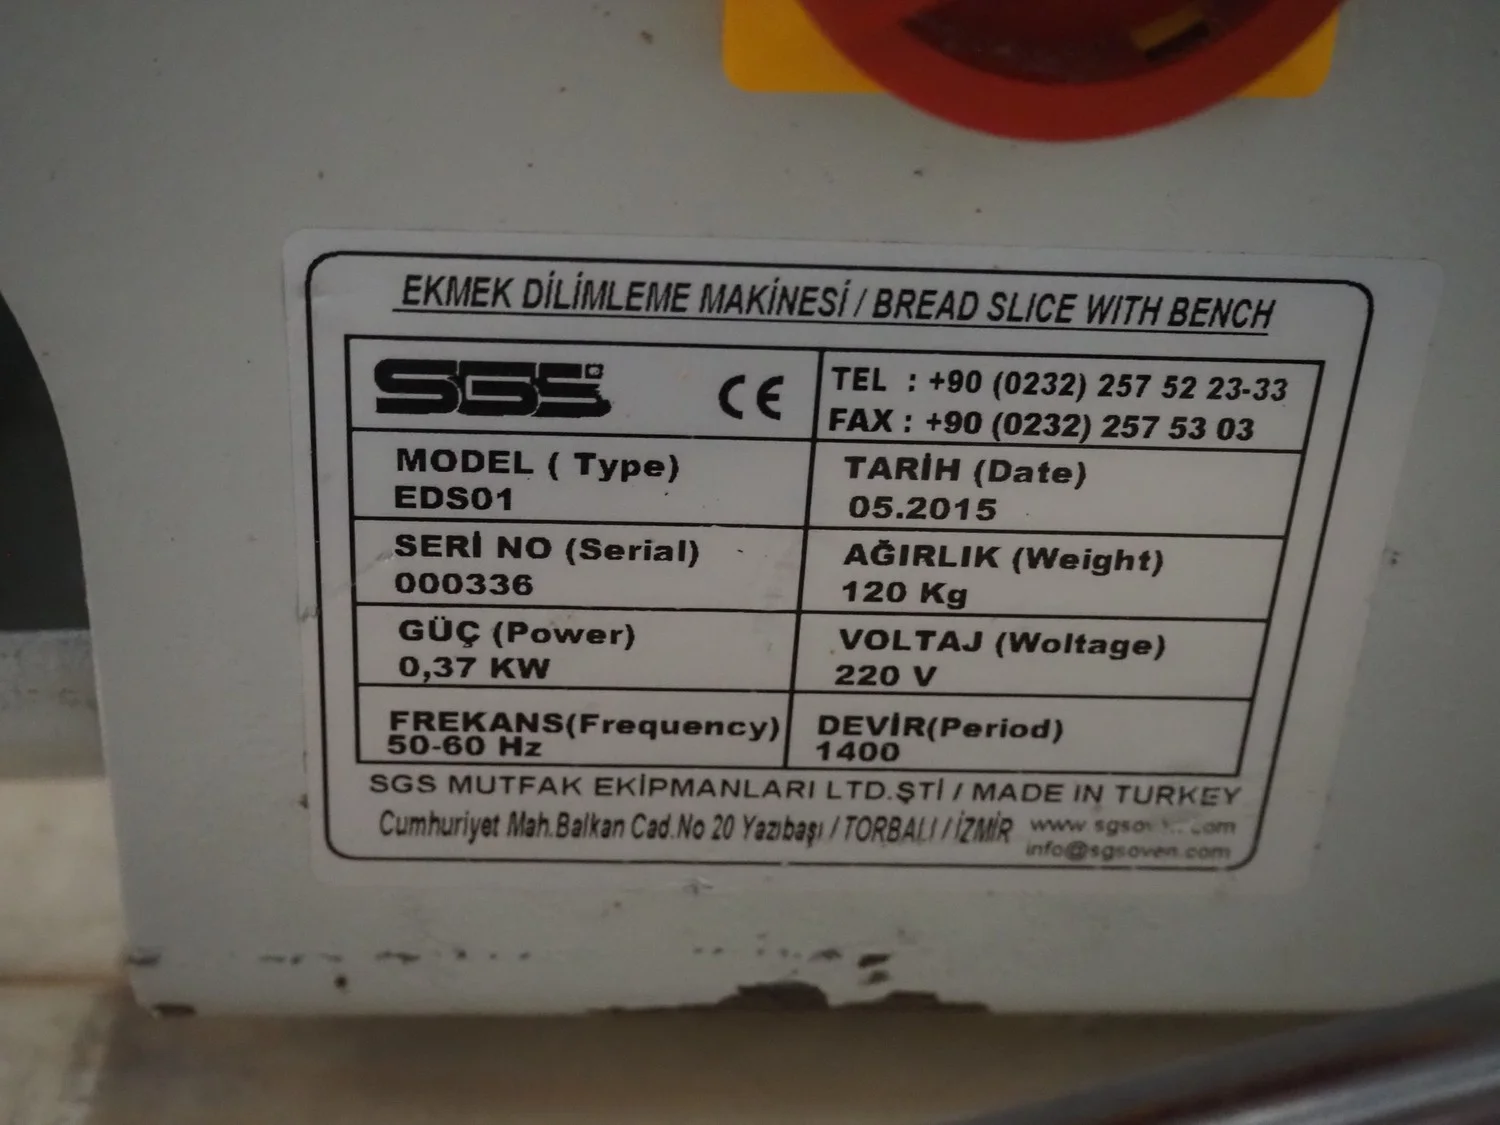 EKMEK DİLİMLEME MAKİNESİ / BREAD SLICE WITH BENCH
SGS CE
TEL : +90 (0232) 257 52 23-33
FAX : +90 (0232) 257 53 03
MODEL ( Type)
EDS01
TARİH (Date)
05.2015
SERİ NO (Serial)
000336
AĞIRLIK (Weight)
120 Kg
GÜÇ (Power)
0,37 KW
VOLTAJ (Woltage)
220 V
FREKANS(Frequency)
50-60 Hz
DEVİR(Period)
1400
SGS MUTFAK EKİPMANLARI LTD.ŞTİ / MADE IN TURKEY
Cumhuriyet Mah.Balkan Cad.No 20 Yazıbaşı / TORBALI / İZMİR
info@sgsoven.com